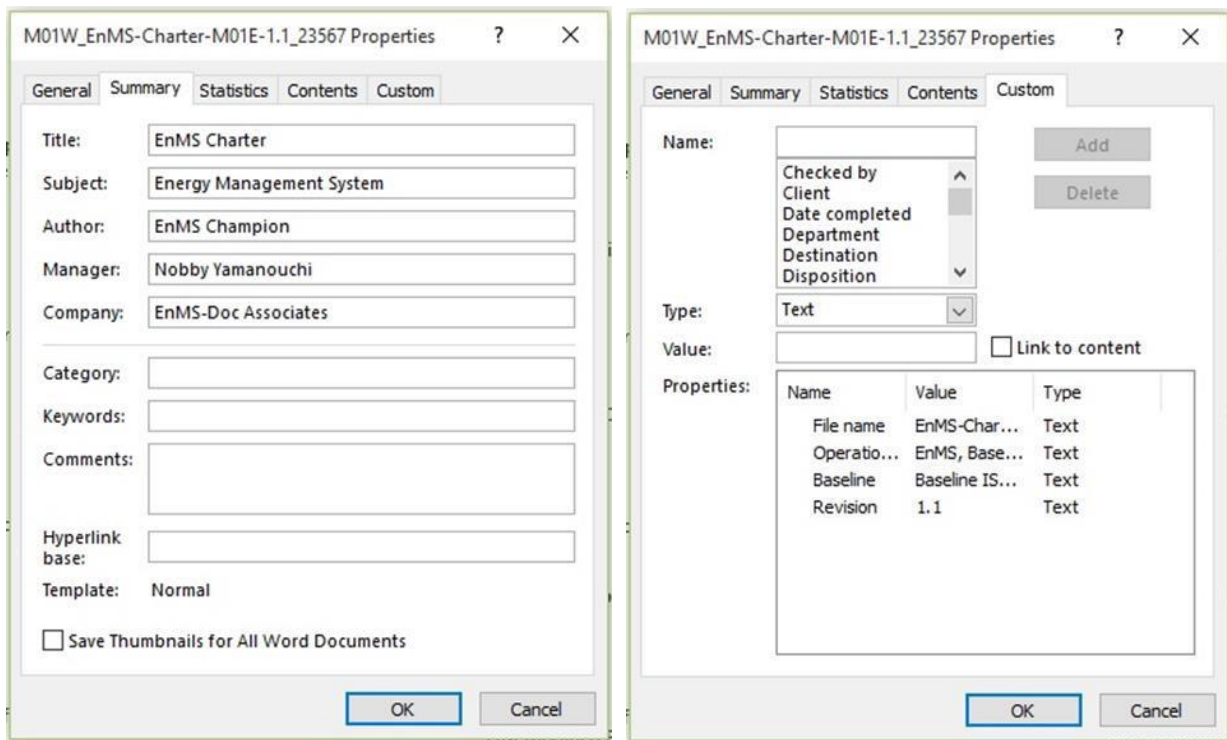 M01W_EnMS-Charter-M01E-1.1_23567 Properties ? ×
General Summary Statistics Contents Custom
Title: EnMS Charter
Subject: Energy Management System
Author: EnMS Champion
Manager: Nobby Yamanouchi
Company: EnMS-Doc Associates
Category:
Keywords:
Comments:
Hyperlink
base:
Template: Normal
Save Thumbnails for All Word Documents
OK Cancel
M01W_EnMS-Charter-M01E-1.1_23567 Properties ? ×
General Summary Statistics Contents Custom
Name: Add
Checked by
Client
Delete
Date completed
Department
Destination
Disposition
Type: Text
Value: Link to content
Properties: Name Value Type
File name EnMS-Char... Text
Operatio... EnMS, Base... Text
Baseline Baseline IS... Text
Revision 1.1 Text
OK Cancel